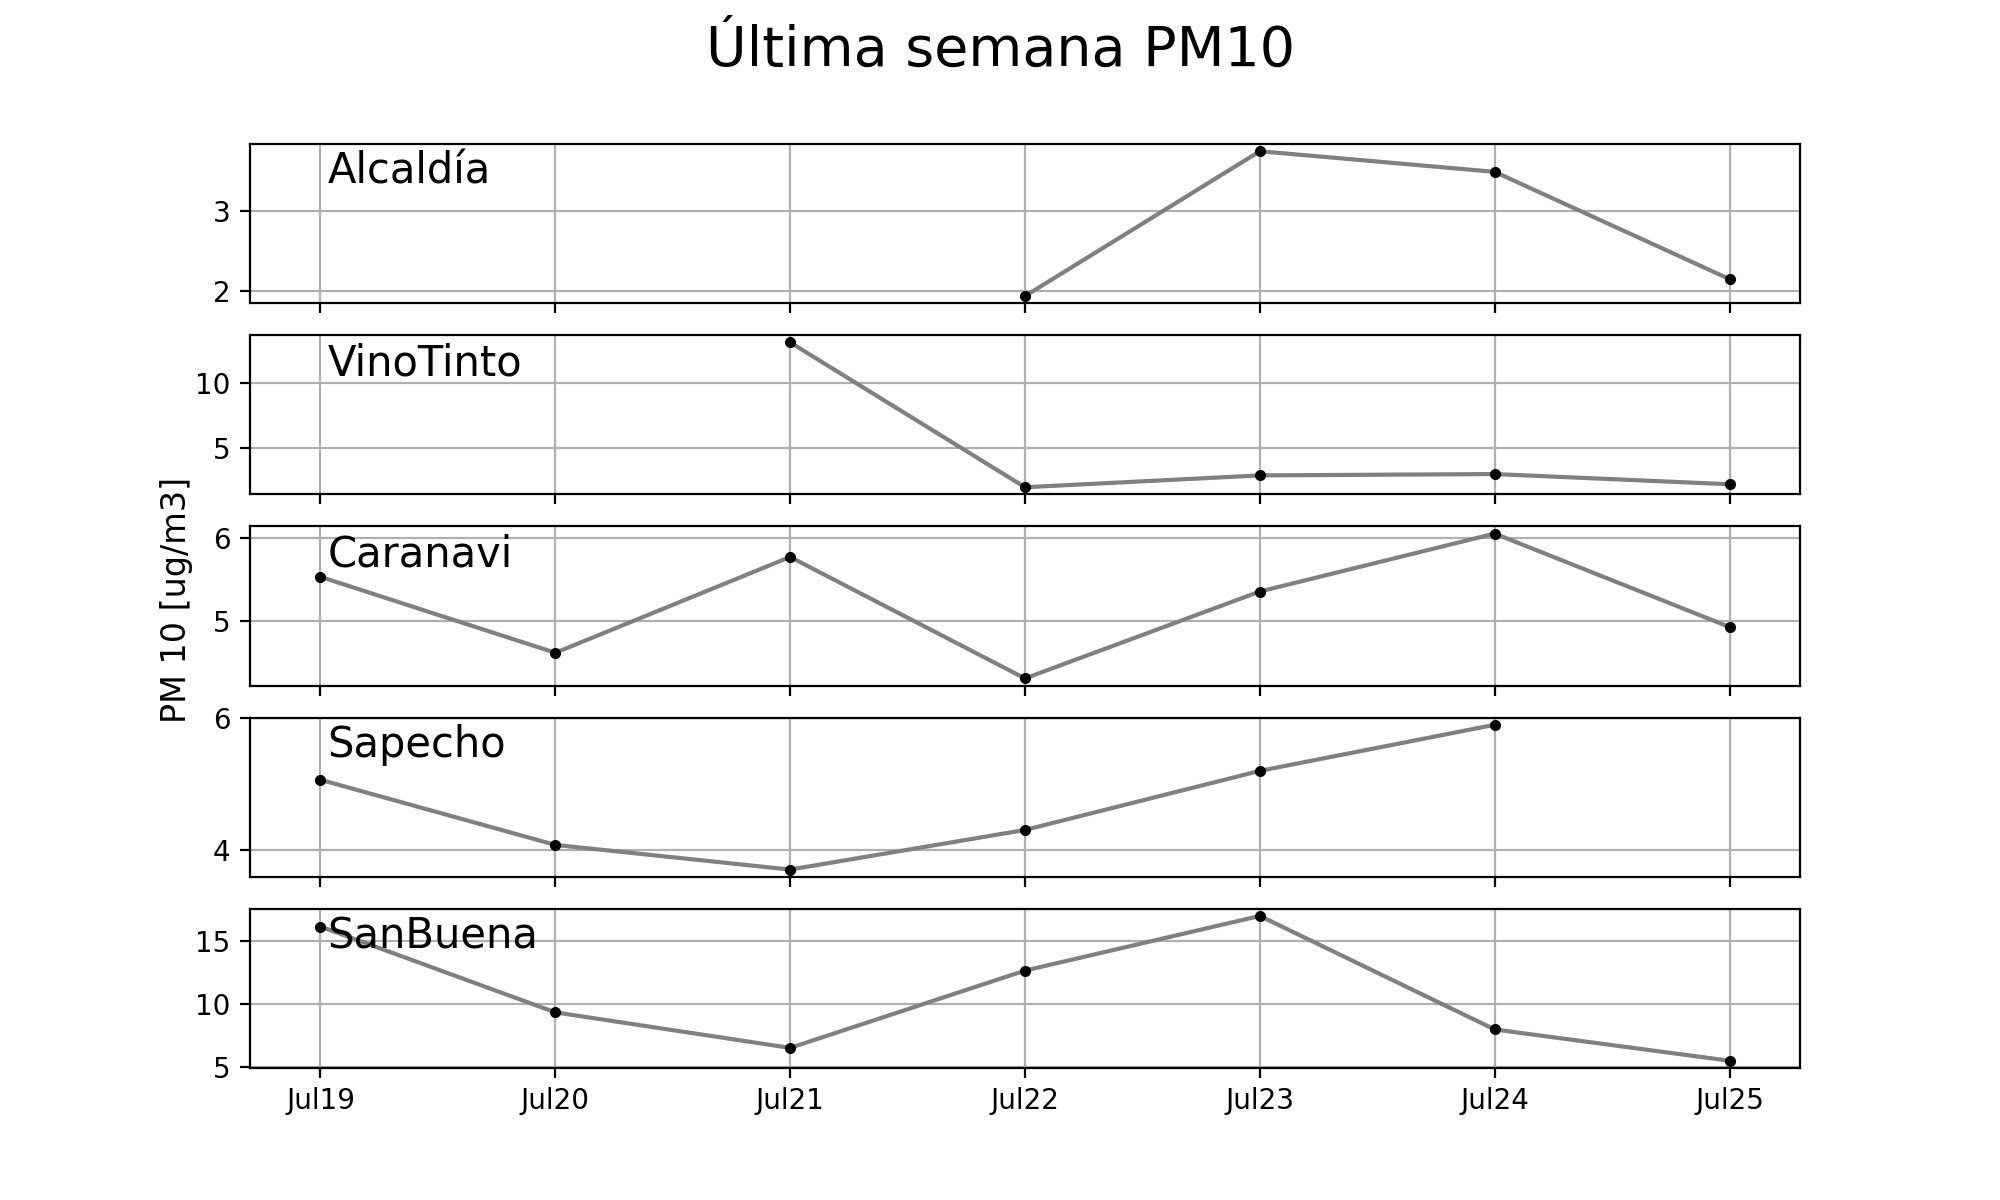 Última semana PM10
Alcaldía
3
2
VinoTinto
10
5
PM 10 [ug/m3]
Caranavi
6
5
Sapecho
6
4
SanBuena
15
10
5
Jul19 Jul20 Jul21 Jul22 Jul23 Jul24 Jul25